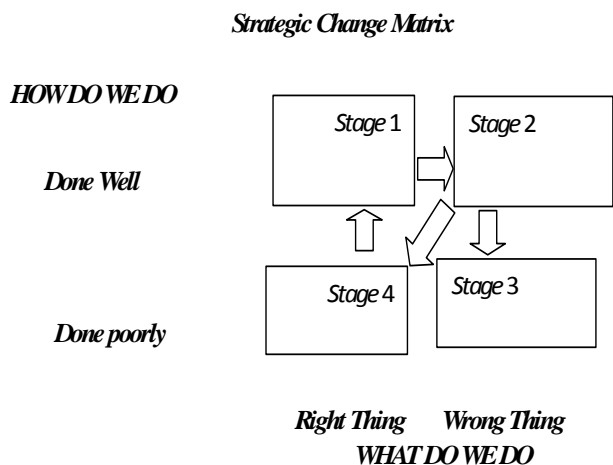 Strategic Change Matrix
HOW DO WE DO
Stage 1
Stage 2
Done Well
Stage 4
Stage 3
Done poorly
Right Thing
Wrong Thing
WHAT DO WE DO